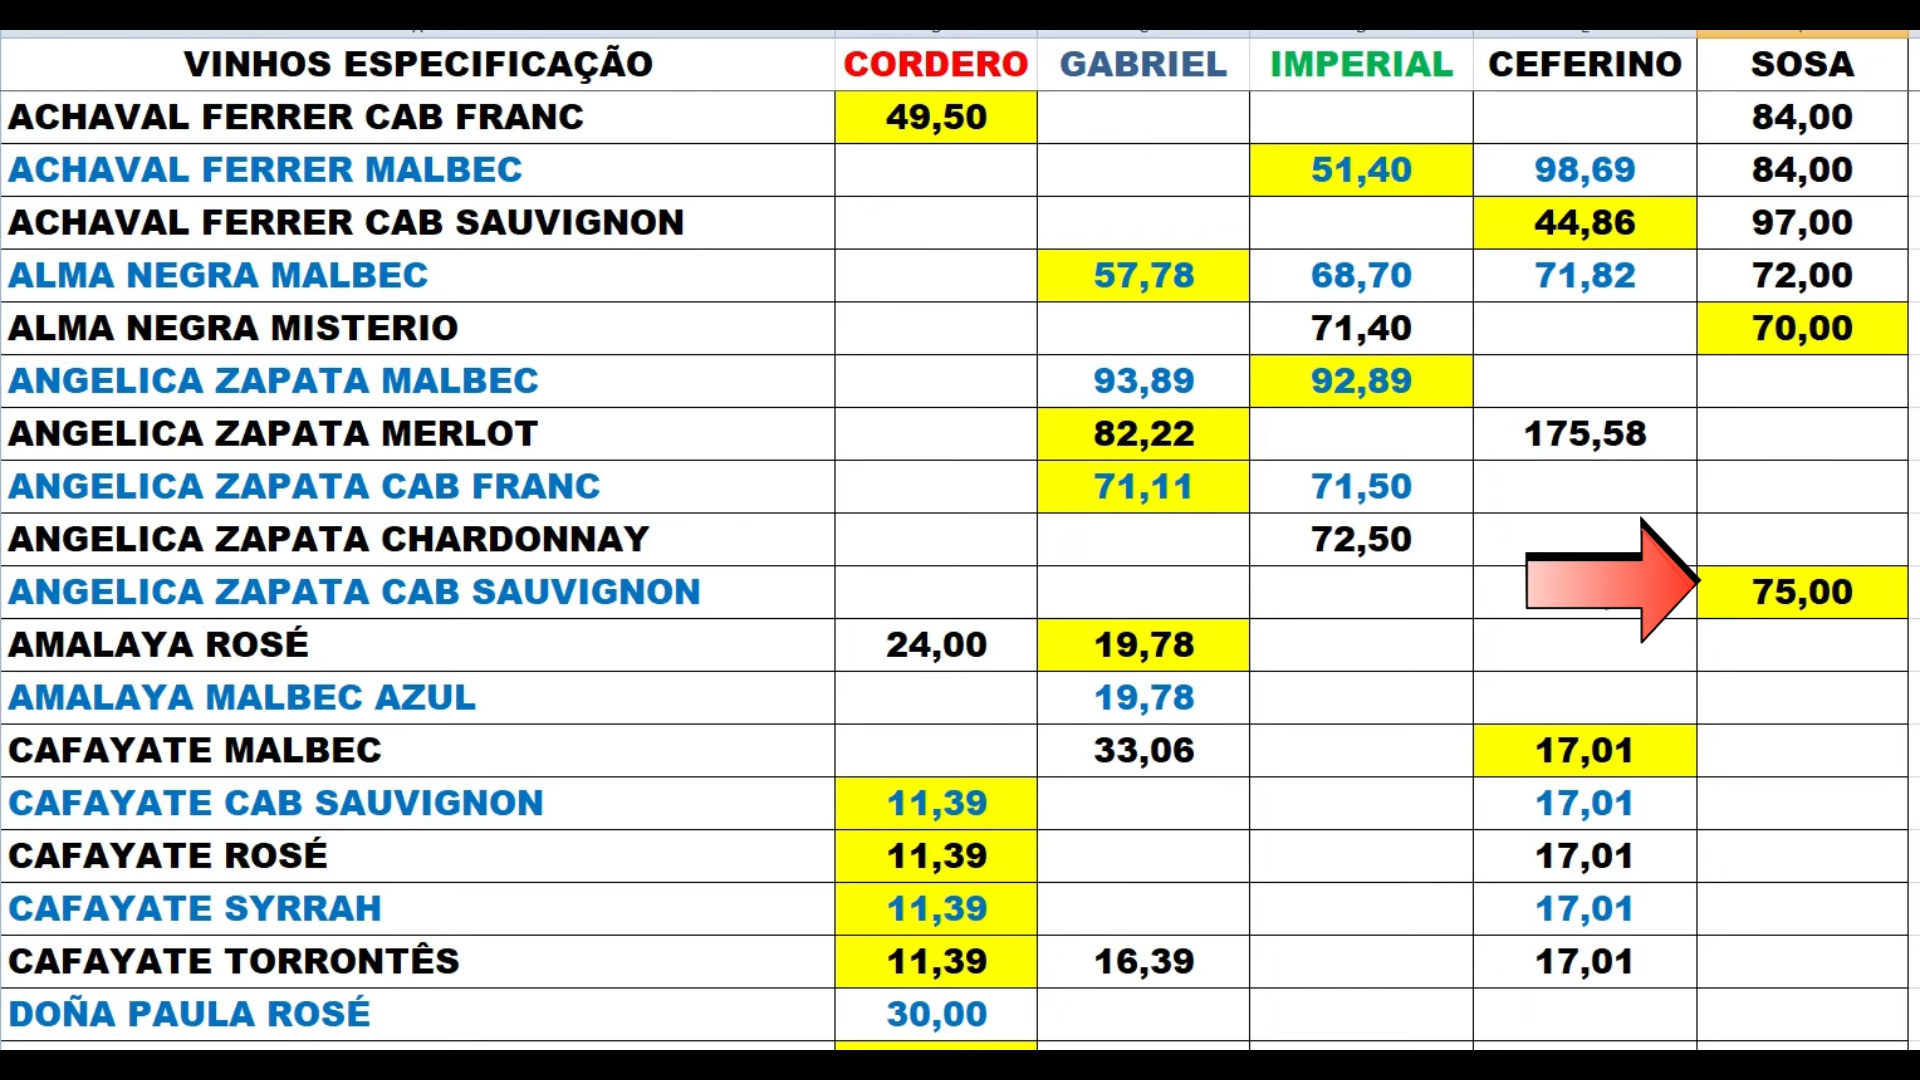 VINHOS ESPECIFICAÇÃO CORDERO GABRIEL IMPERIAL CEFERINO SOSA
ACHAVAL FERRER CAB FRANC 49,50 84,00
ACHAVAL FERRER MALBEC 51,40 98,69 84,00
ACHAVAL FERRER CAB SAUVIGNON 44,86 97,00
ALMA NEGRA MALBEC 57,78 68,70 71,82 72,00
ALMA NEGRA MISTERIO 71,40 70,00
ANGELICA ZAPATA MALBEC 93,89 92,89
ANGELICA ZAPATA MERLOT 82,22 175,58
ANGELICA ZAPATA CAB FRANC 71,11 71,50
ANGELICA ZAPATA CHARDONNAY 72,50
ANGELICA ZAPATA CAB SAUVIGNON 75,00
AMALAYA ROSÉ 24,00 19,78
AMALAYA MALBEC AZUL 19,78
CAFAYATE MALBEC 33,06 17,01
CAFAYATE CAB SAUVIGNON 11,39 17,01
CAFAYATE ROSÉ 11,39 17,01
CAFAYATE SYRRAH 11,39 17,01
CAFAYATE TORRONTÊS 11,39 16,39 17,01
DOÑA PAULA ROSÉ 30,00